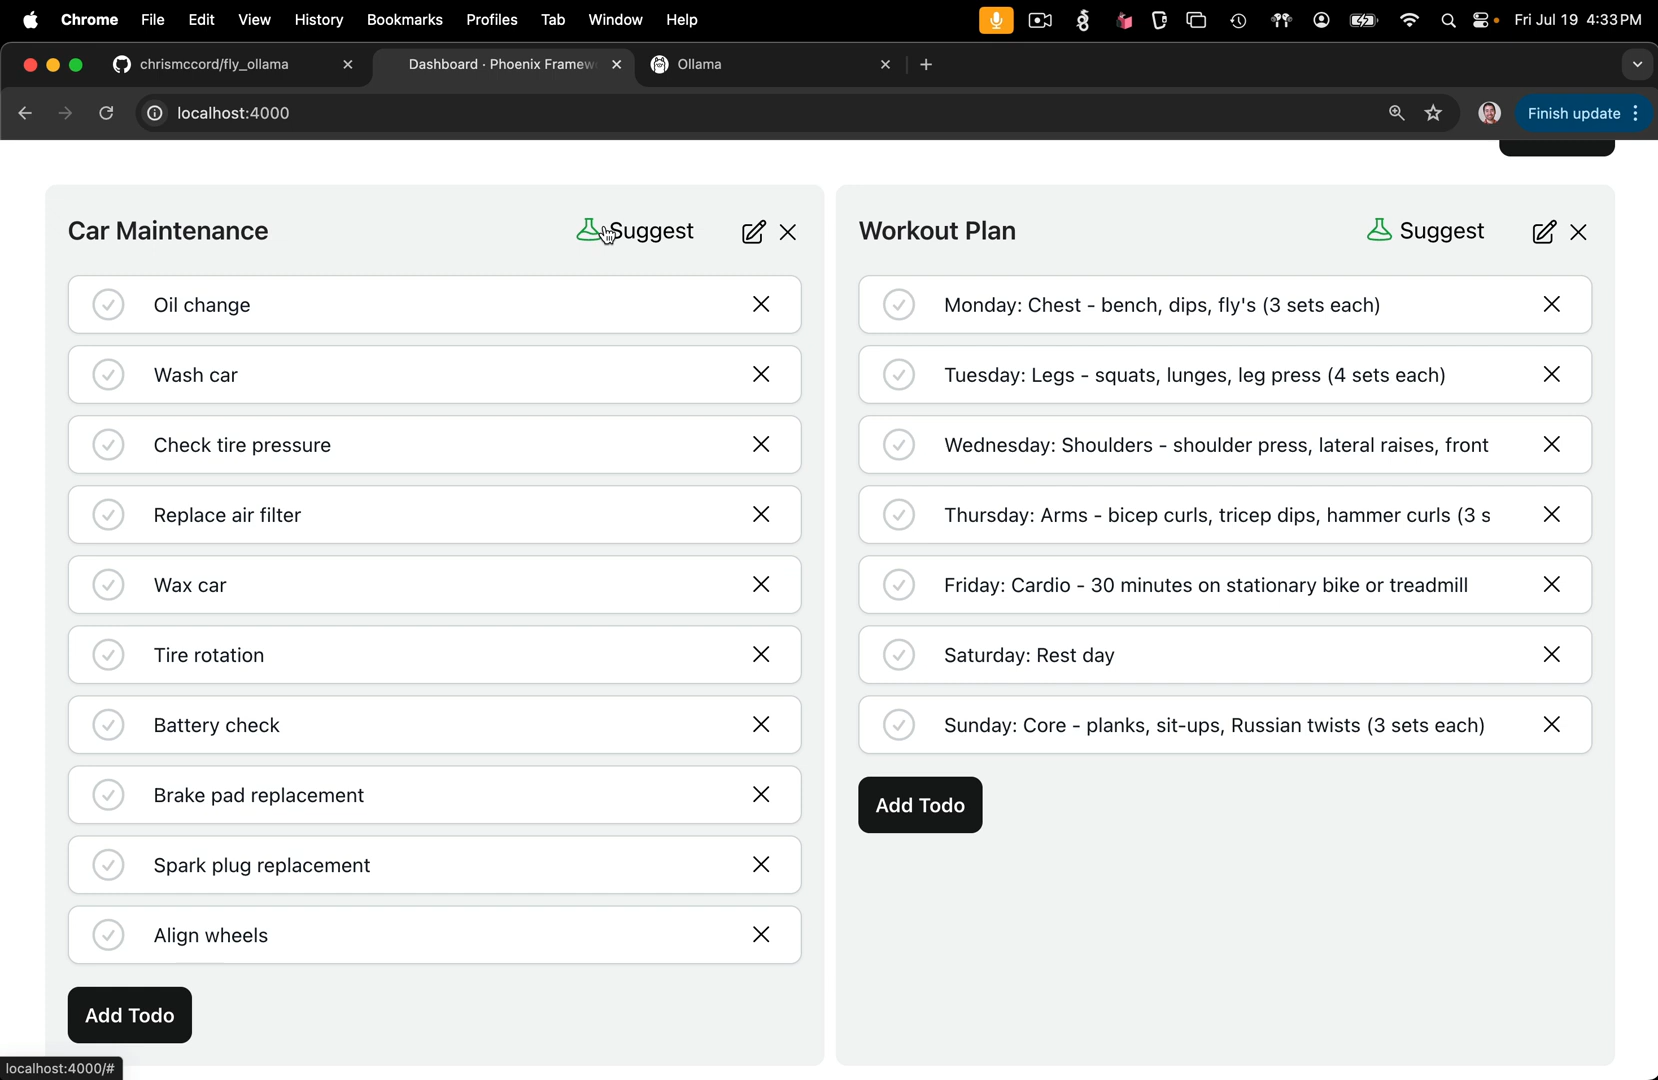 Chrome File Edit View History Bookmarks Profiles Tab Window Help Fri Jul 19 4:33 PM
chrismccord/fly_ollama Dashboard · Phoenix Framew Ollama
localhost:4000 Finish update
Car Maintenance Suggest
Oil change
Wash car
Check tire pressure
Replace air filter
Wax car
Tire rotation
Battery check
Brake pad replacement
Spark plug replacement
Align wheels
Add Todo
Workout Plan Suggest
Monday: Chest - bench, dips, fly's (3 sets each)
Tuesday: Legs - squats, lunges, leg press (4 sets each)
Wednesday: Shoulders - shoulder press, lateral raises, front
Thursday: Arms - bicep curls, tricep dips, hammer curls (3 s
Friday: Cardio - 30 minutes on stationary bike or treadmill
Saturday: Rest day
Sunday: Core - planks, sit-ups, Russian twists (3 sets each)
Add Todo
localhost:4000/#